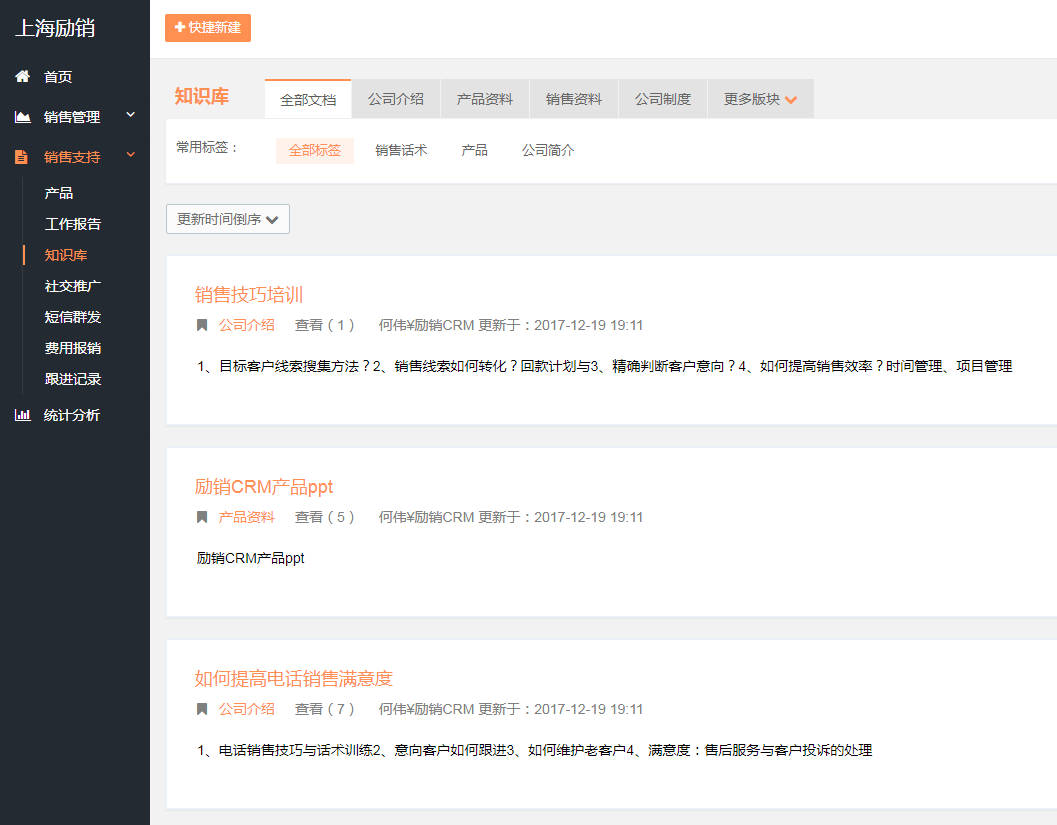 上海励销
首页
销售管理
销售支持
产品
工作报告
知识库
社交推广
短信群发
费用报销
跟进记录
统计分析
快捷新建
知识库 全部文档 公司介绍 产品资料 销售资料 公司制度 更多版块
常用标签： 全部标签 销售话术 产品 公司简介
更新时间倒序
销售技巧培训
公司介绍 查看（1） 何伟¥励销CRM 更新于：2017-12-19 19:11
1、目标客户线索搜集方法？2、销售线索如何转化？回款计划与3、精确判断客户意向？4、如何提高销售效率？时间管理、项目管理
励销CRM产品ppt
产品资料 查看（5） 何伟¥励销CRM 更新于：2017-12-19 19:11
励销CRM产品ppt
如何提高电话销售满意度
公司介绍 查看（7） 何伟¥励销CRM 更新于：2017-12-19 19:11
1、电话销售技巧与话术训练2、意向客户如何跟进3、如何维护老客户4、满意度：售后服务与客户投诉的处理